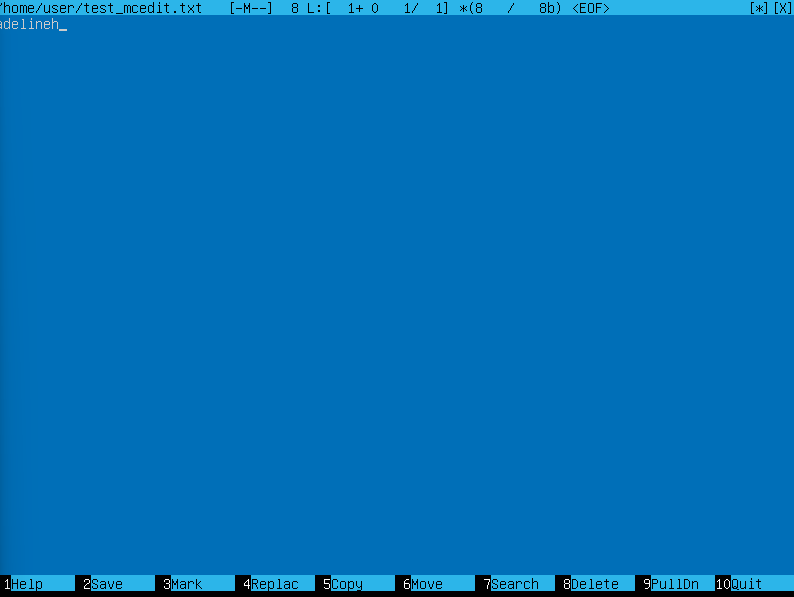 /home/user/test_mcedit.txt [-M--] 8 L:[ 1+ 0 1/ 1] *(8 / 8b) <EOF> [*][X]
adelineh_
1Help 2Save 3Mark 4Replac 5Copy 6Move 7Search 8Delete 9PullDn 10Quit